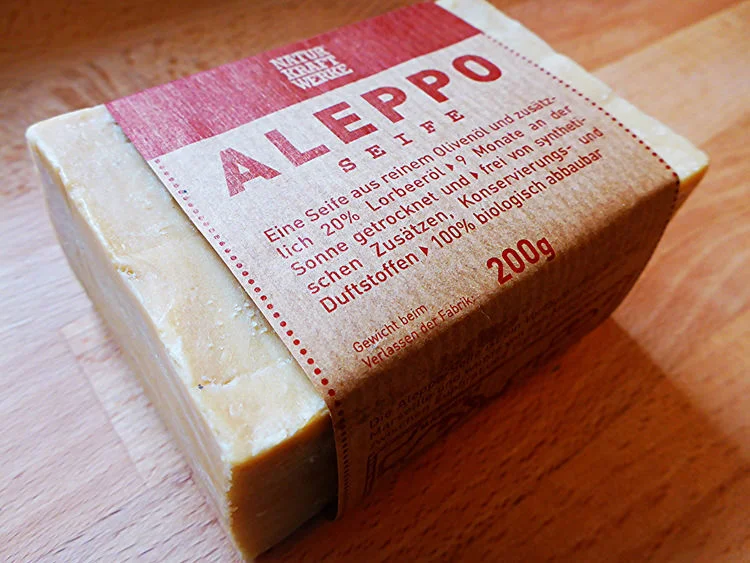 NATUR
KRAFT
WERKE
ALEPPO
SEIFE
Eine Seife aus reinem Olivenöl und zusätz-
lich 20% Lorbeeröl ▸ 9 Monate an der
Sonne getrocknet und ▸ frei von syntheti-
schen Zusätzen, Konservierungs- und
Duftstoffen ▸ 100% biologisch abbaubar
200g
Gewicht beim
Verlassen der Fabrik.
Die Aleppo